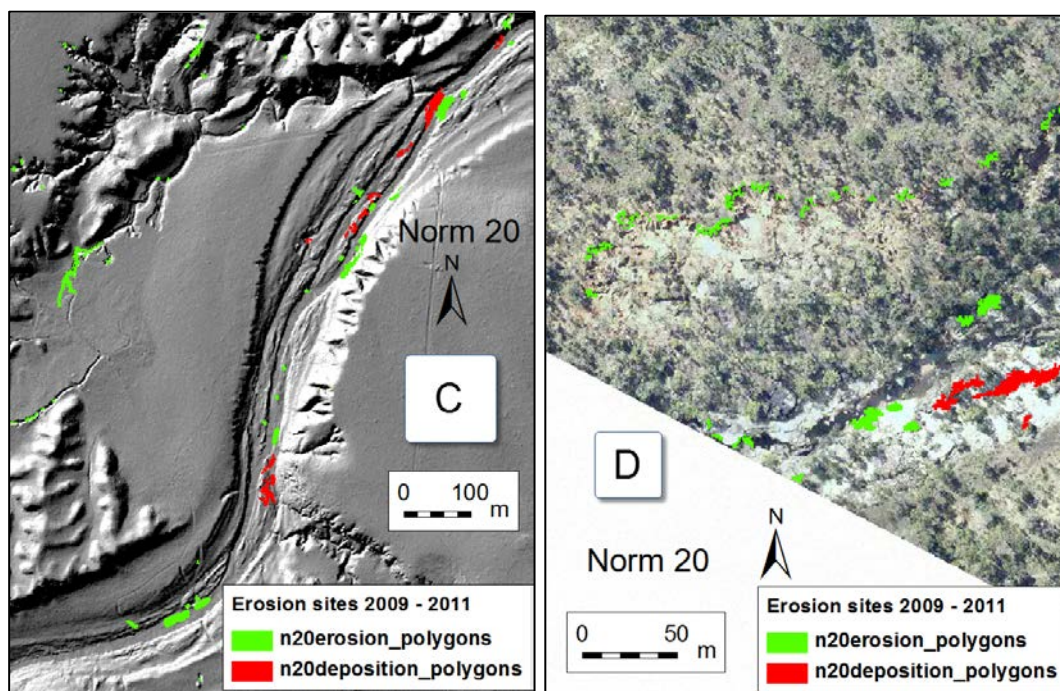 Norm 20
N
C
0 100
m
Erosion sites 2009 - 2011
n20erosion_polygons
n20deposition_polygons
D
N
Norm 20
0 50
m
Erosion sites 2009 - 2011
n20erosion_polygons
n20deposition_polygons